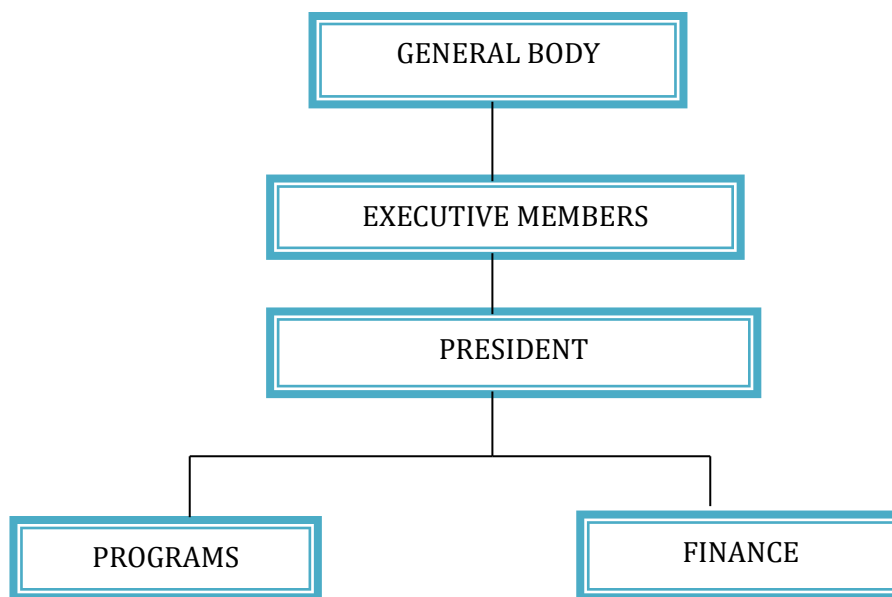 GENERAL BODY
EXECUTIVE MEMBERS
PRESIDENT
PROGRAMS
FINANCE